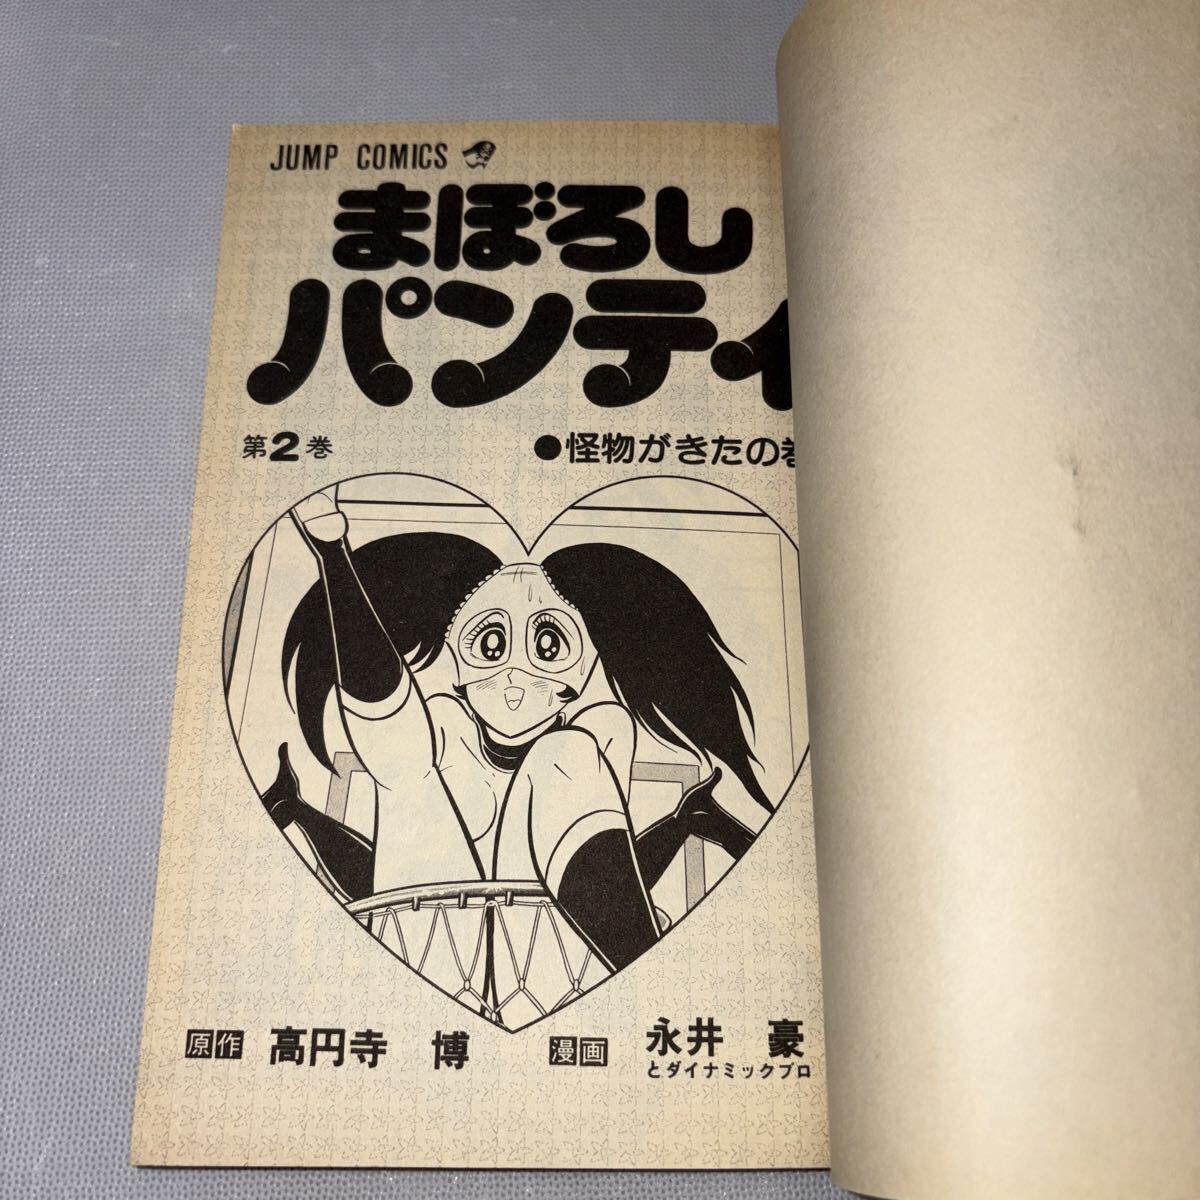 JUMP COMICS
まぼろし
パンティ
第2巻
●怪物がきたの巻
原作 高円寺 博 漫画 永井 豪
とダイナミックプロ